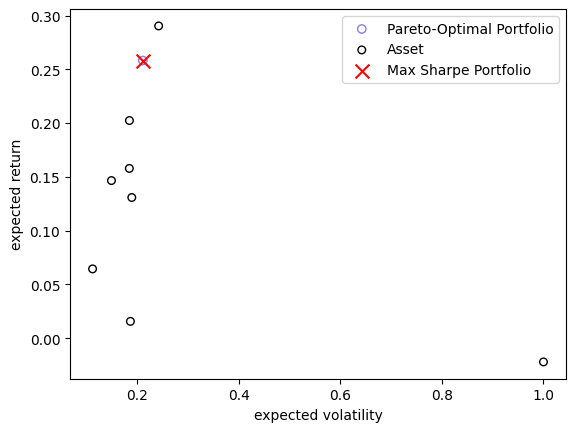 0.30
0.25
0.20
0.15
0.10
0.05
0.00
expected return
Pareto-Optimal Portfolio
Asset
Max Sharpe Portfolio
0.2
0.4
0.6
0.8
1.0
expected volatility